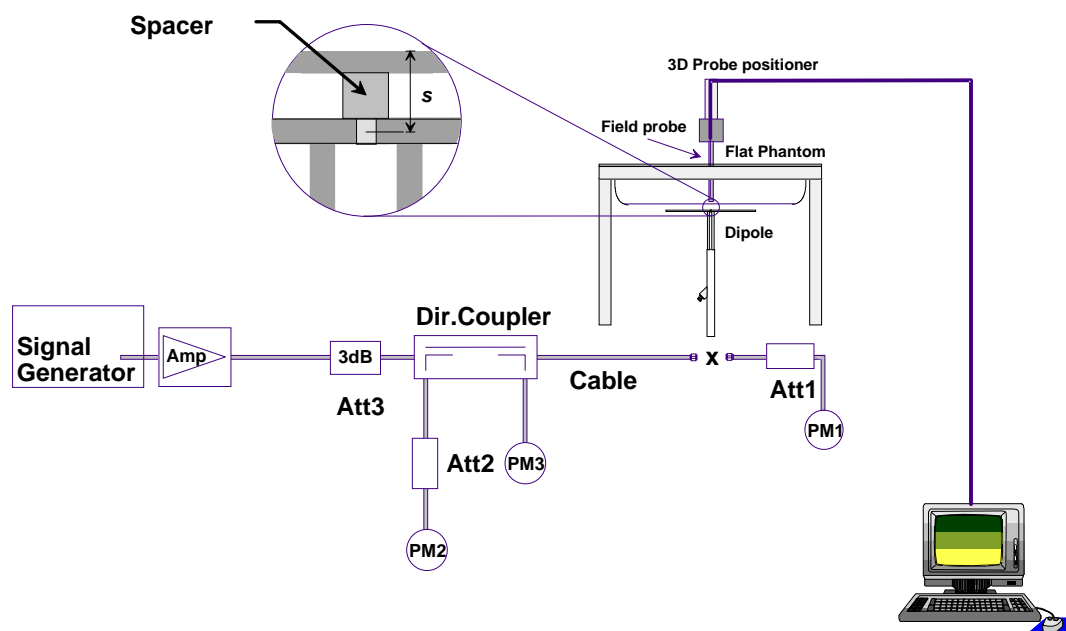 Spacer
s
3D Probe positioner
Field probe
Flat Phantom
Dipole
Dir.Coupler
Signal
Generator
Amp
3dB
Att3
Cable
x
Att1
PM1
Att2
PM3
PM2